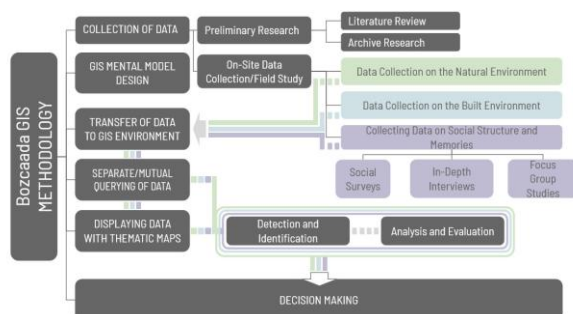 Bozcaada GIS
METHODOLOGY
COLLECTION OF DATA
Preliminary Research
Literature Review
Archive Research
GIS MENTAL MODEL
DESIGN
On-Site Data
Collection/Field Study
Data Collection on the Natural Environment
Data Collection on the Built Environment
Collecting Data on Social Structure and
Memories
TRANSFER OF DATA
TO GIS ENVIRONMENT
Social
Surveys
In-Depth
Interviews
Focus
Group
Studies
SEPARATE/MUTUAL
QUERYING OF DATA
DISPLAYING DATA
WITH THEMATIC MAPS
Detection and
Identification
Analysis and Evaluation
DECISION MAKING